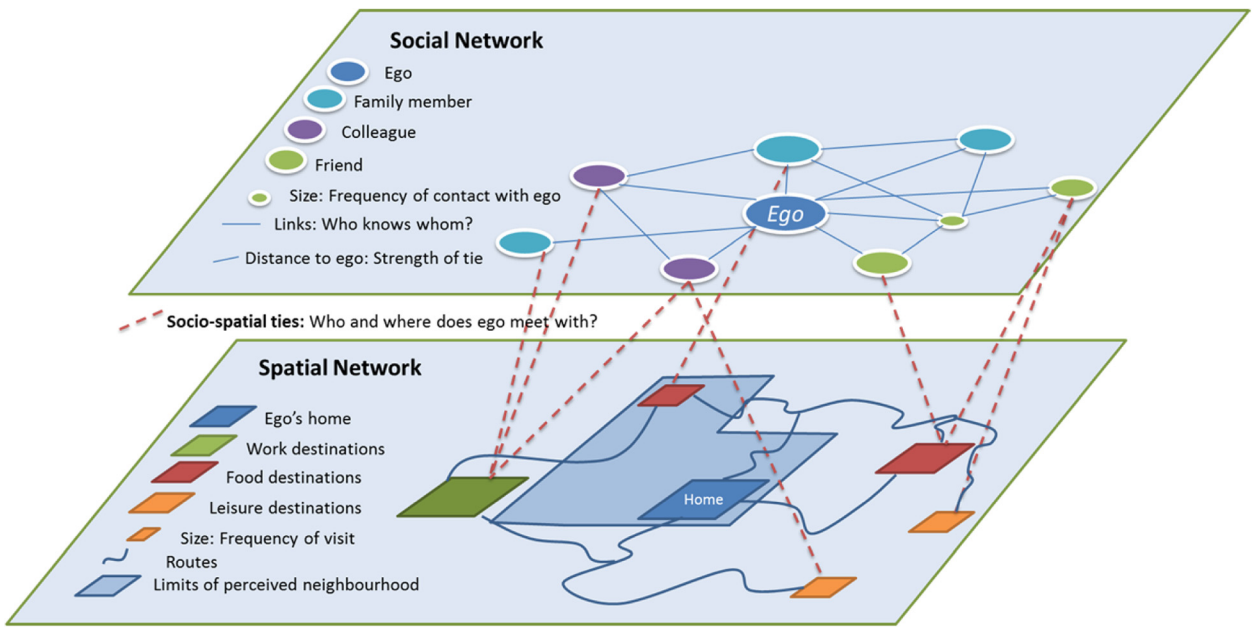 Social Network
Ego
Family member
Colleague
Friend
Size: Frequency of contact with ego
Links: Who knows whom?
Distance to ego: Strength of tie
Ego
Socio-spatial ties: Who and where does ego meet with?
Spatial Network
Ego's home
Work destinations
Food destinations
Leisure destinations
Size: Frequency of visit
Routes
Limits of perceived neighbourhood
Home